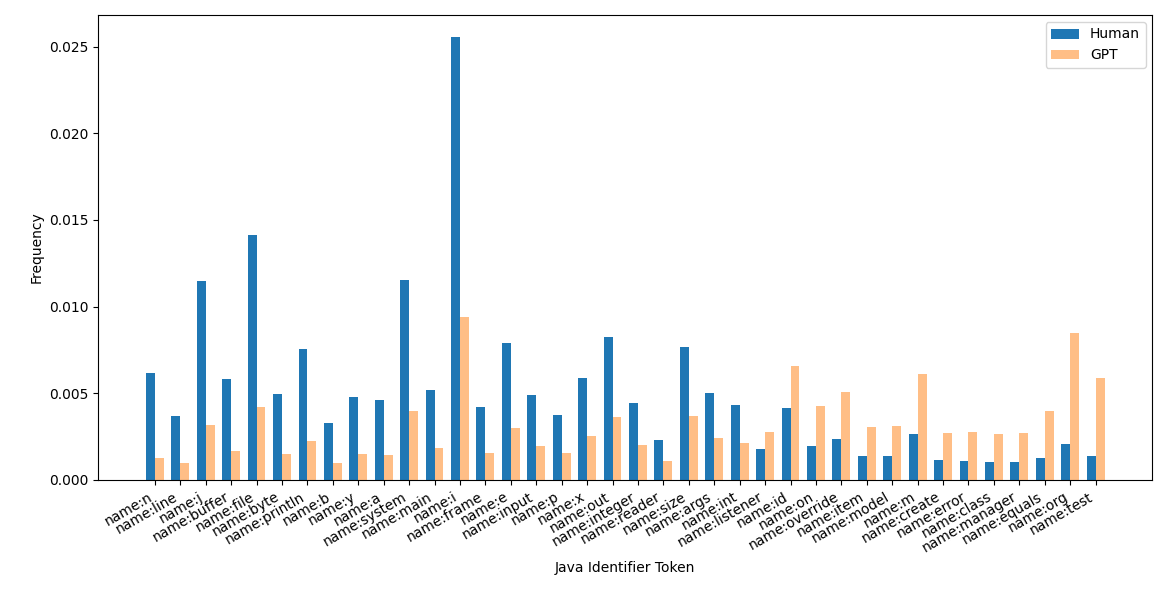 Human
GPT
0.025
0.020
0.015
0.010
0.005
0.000
Frequency
name:n
name:line
name:j
name:buffer
name:file
name:byte
name:println
name:b
name:y
name:a
name:system
name:main
name:i
name:frame
name:e
name:input
name:p
name:x
name:out
name:integer
name:reader
name:size
name:args
name:int
name:listener
name:id
name:on
name:override
name:item
name:model
name:m
name:create
name:error
name:class
name:manager
name:equals
name:org
name:test
Java Identifier Token